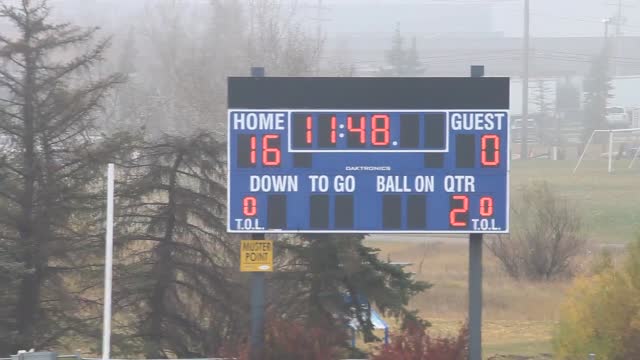 HOME 11:48. GUEST
16 0
DAKTRONICS
DOWN TO GO BALL ON QTR
0 2 0
T.O.L. T.O.L.
MUSTER
POINT